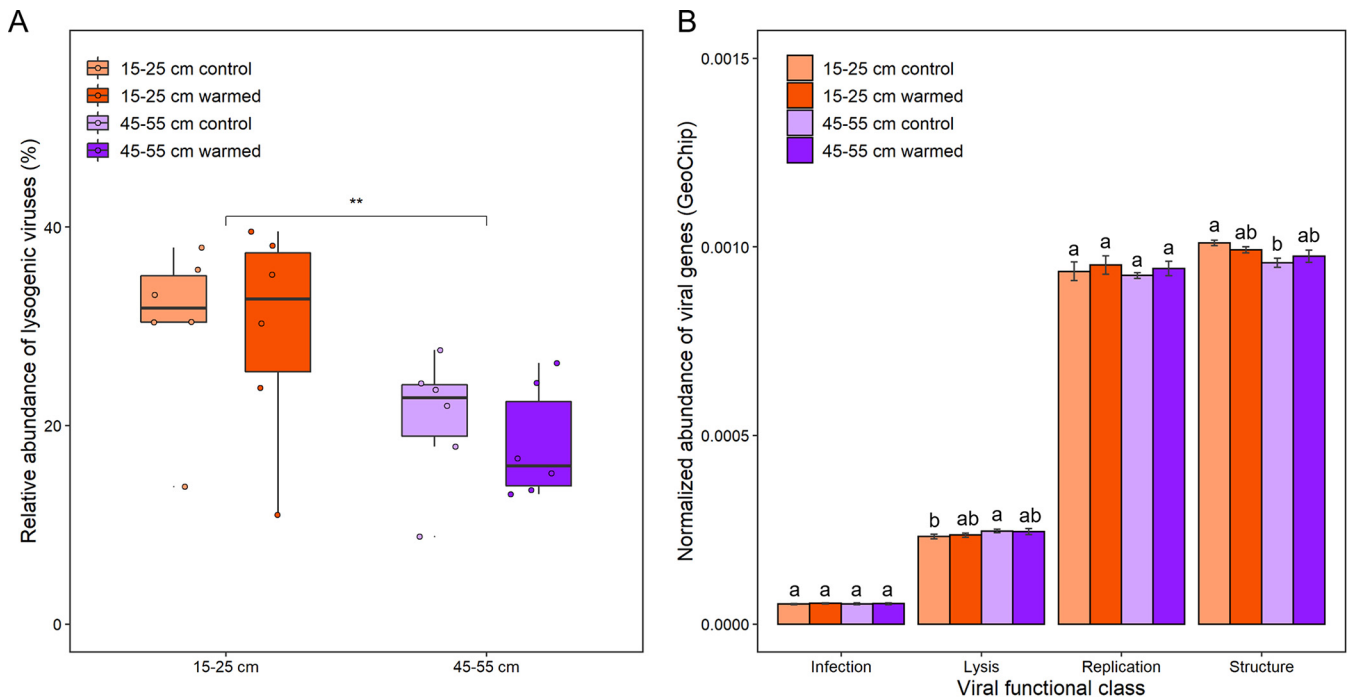 A
Relative abundance of lysogenic viruses (%)
40
20
0
15-25 cm control
15-25 cm warmed
45-55 cm control
45-55 cm warmed
**
15-25 cm
45-55 cm
B
Normalized abundance of viral genes (GeoChip)
0.0015
0.0010
0.0005
0.0000
15-25 cm control
15-25 cm warmed
45-55 cm control
45-55 cm warmed
a a a a
b ab a ab
a a a a
a ab b ab
Infection Lysis Replication Structure
Viral functional class